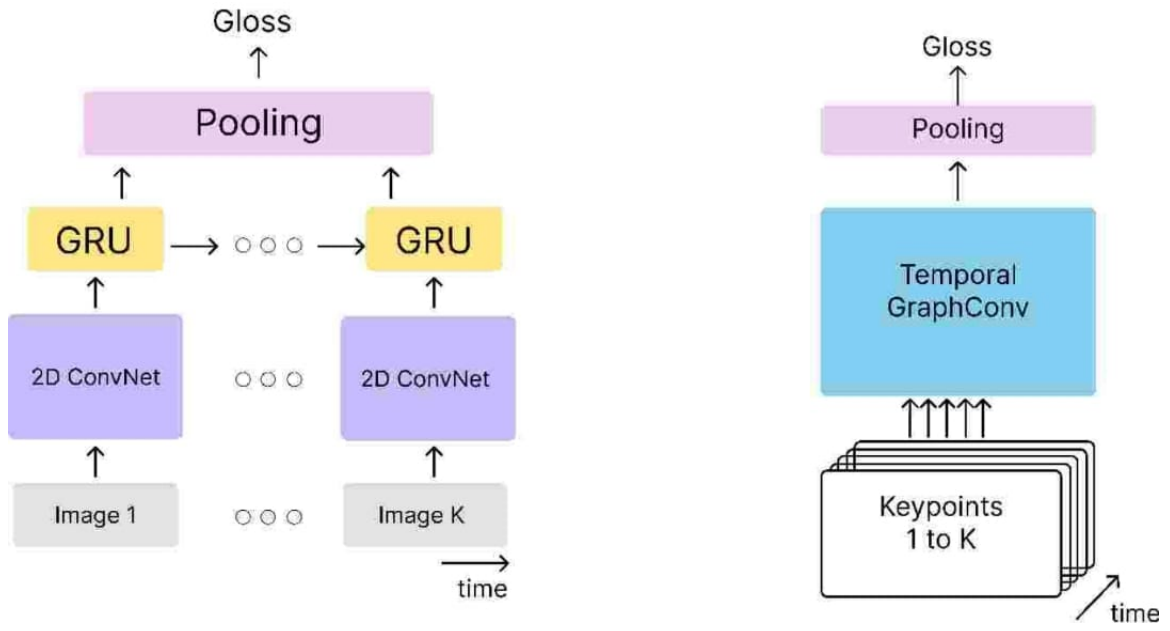 Gloss
Pooling
GRU
GRU
2D ConvNet
2D ConvNet
Image 1
Image K
time
Gloss
Pooling
Temporal
GraphConv
Keypoints
1 to K
time